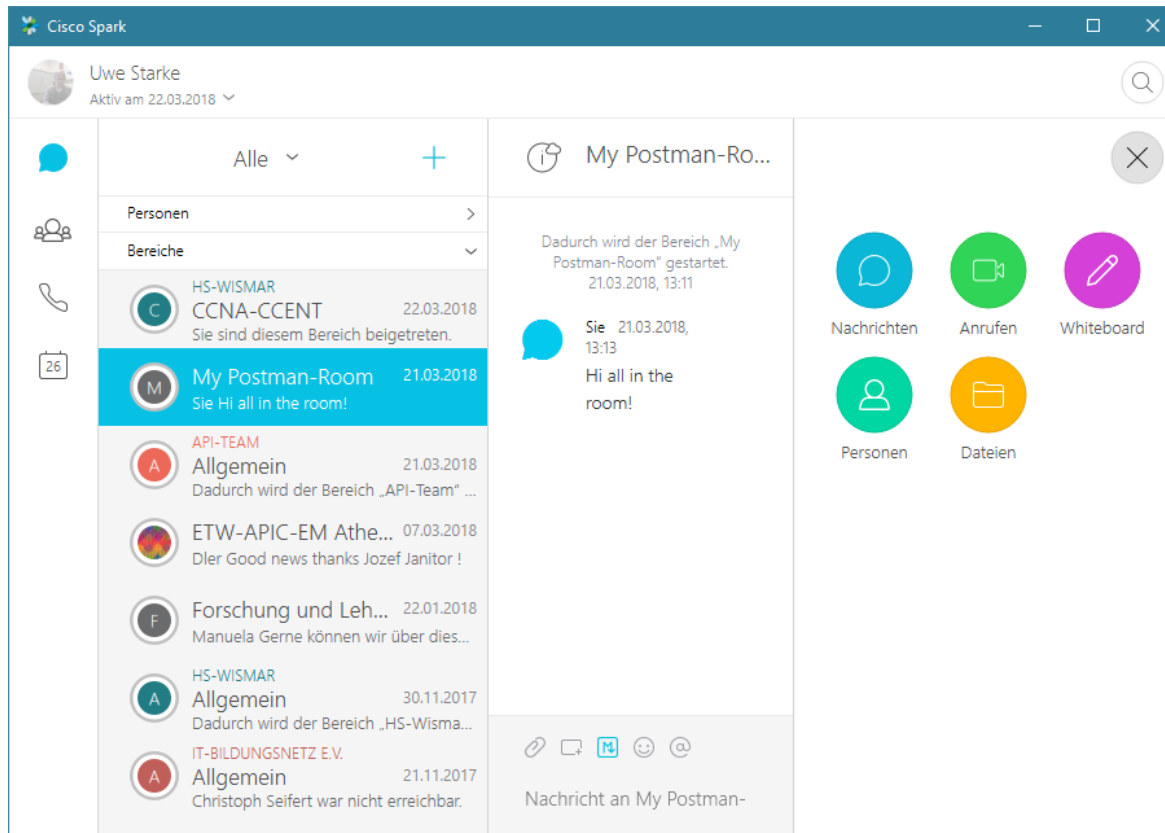 Cisco Spark
Uwe Starke
Aktiv am 22.03.2018
Alle
My Postman-Ro...
26
Personen
Bereiche
HS-WISMAR
CCNA-CCENT 22.03.2018
Sie sind diesem Bereich beigetreten.
C
My Postman-Room 21.03.2018
Sie Hi all in the room!
M
API-TEAM
Allgemein 21.03.2018
Dadurch wird der Bereich „API-Team“ ...
A
ETW-APIC-EM Athe... 07.03.2018
Dler Good news thanks Jozef Janitor !
Forschung und Leh... 22.01.2018
Manuela Gerne können wir über dies...
F
HS-WISMAR
Allgemein 30.11.2017
Dadurch wird der Bereich „HS-Wisma...
A
IT-BILDUNGSNETZ E.V.
Allgemein 21.11.2017
Christoph Seifert war nicht erreichbar.
A
Dadurch wird der Bereich „My
Postman-Room“ gestartet.
21.03.2018, 13:11
Sie 21.03.2018,
13:13
Hi all in the
room!
Nachricht an My Postman-
Nachrichten
Anrufen
Whiteboard
Personen
Dateien